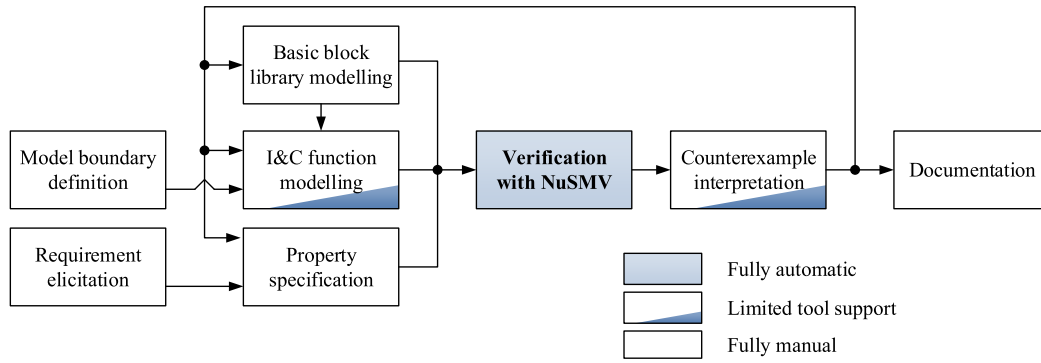 Basic block
library modelling
Model boundary
definition
I&C function
modelling
Verification
with NuSMV
Counterexample
interpretation
Documentation
Requirement
elicitation
Property
specification
Fully automatic
Limited tool support
Fully manual